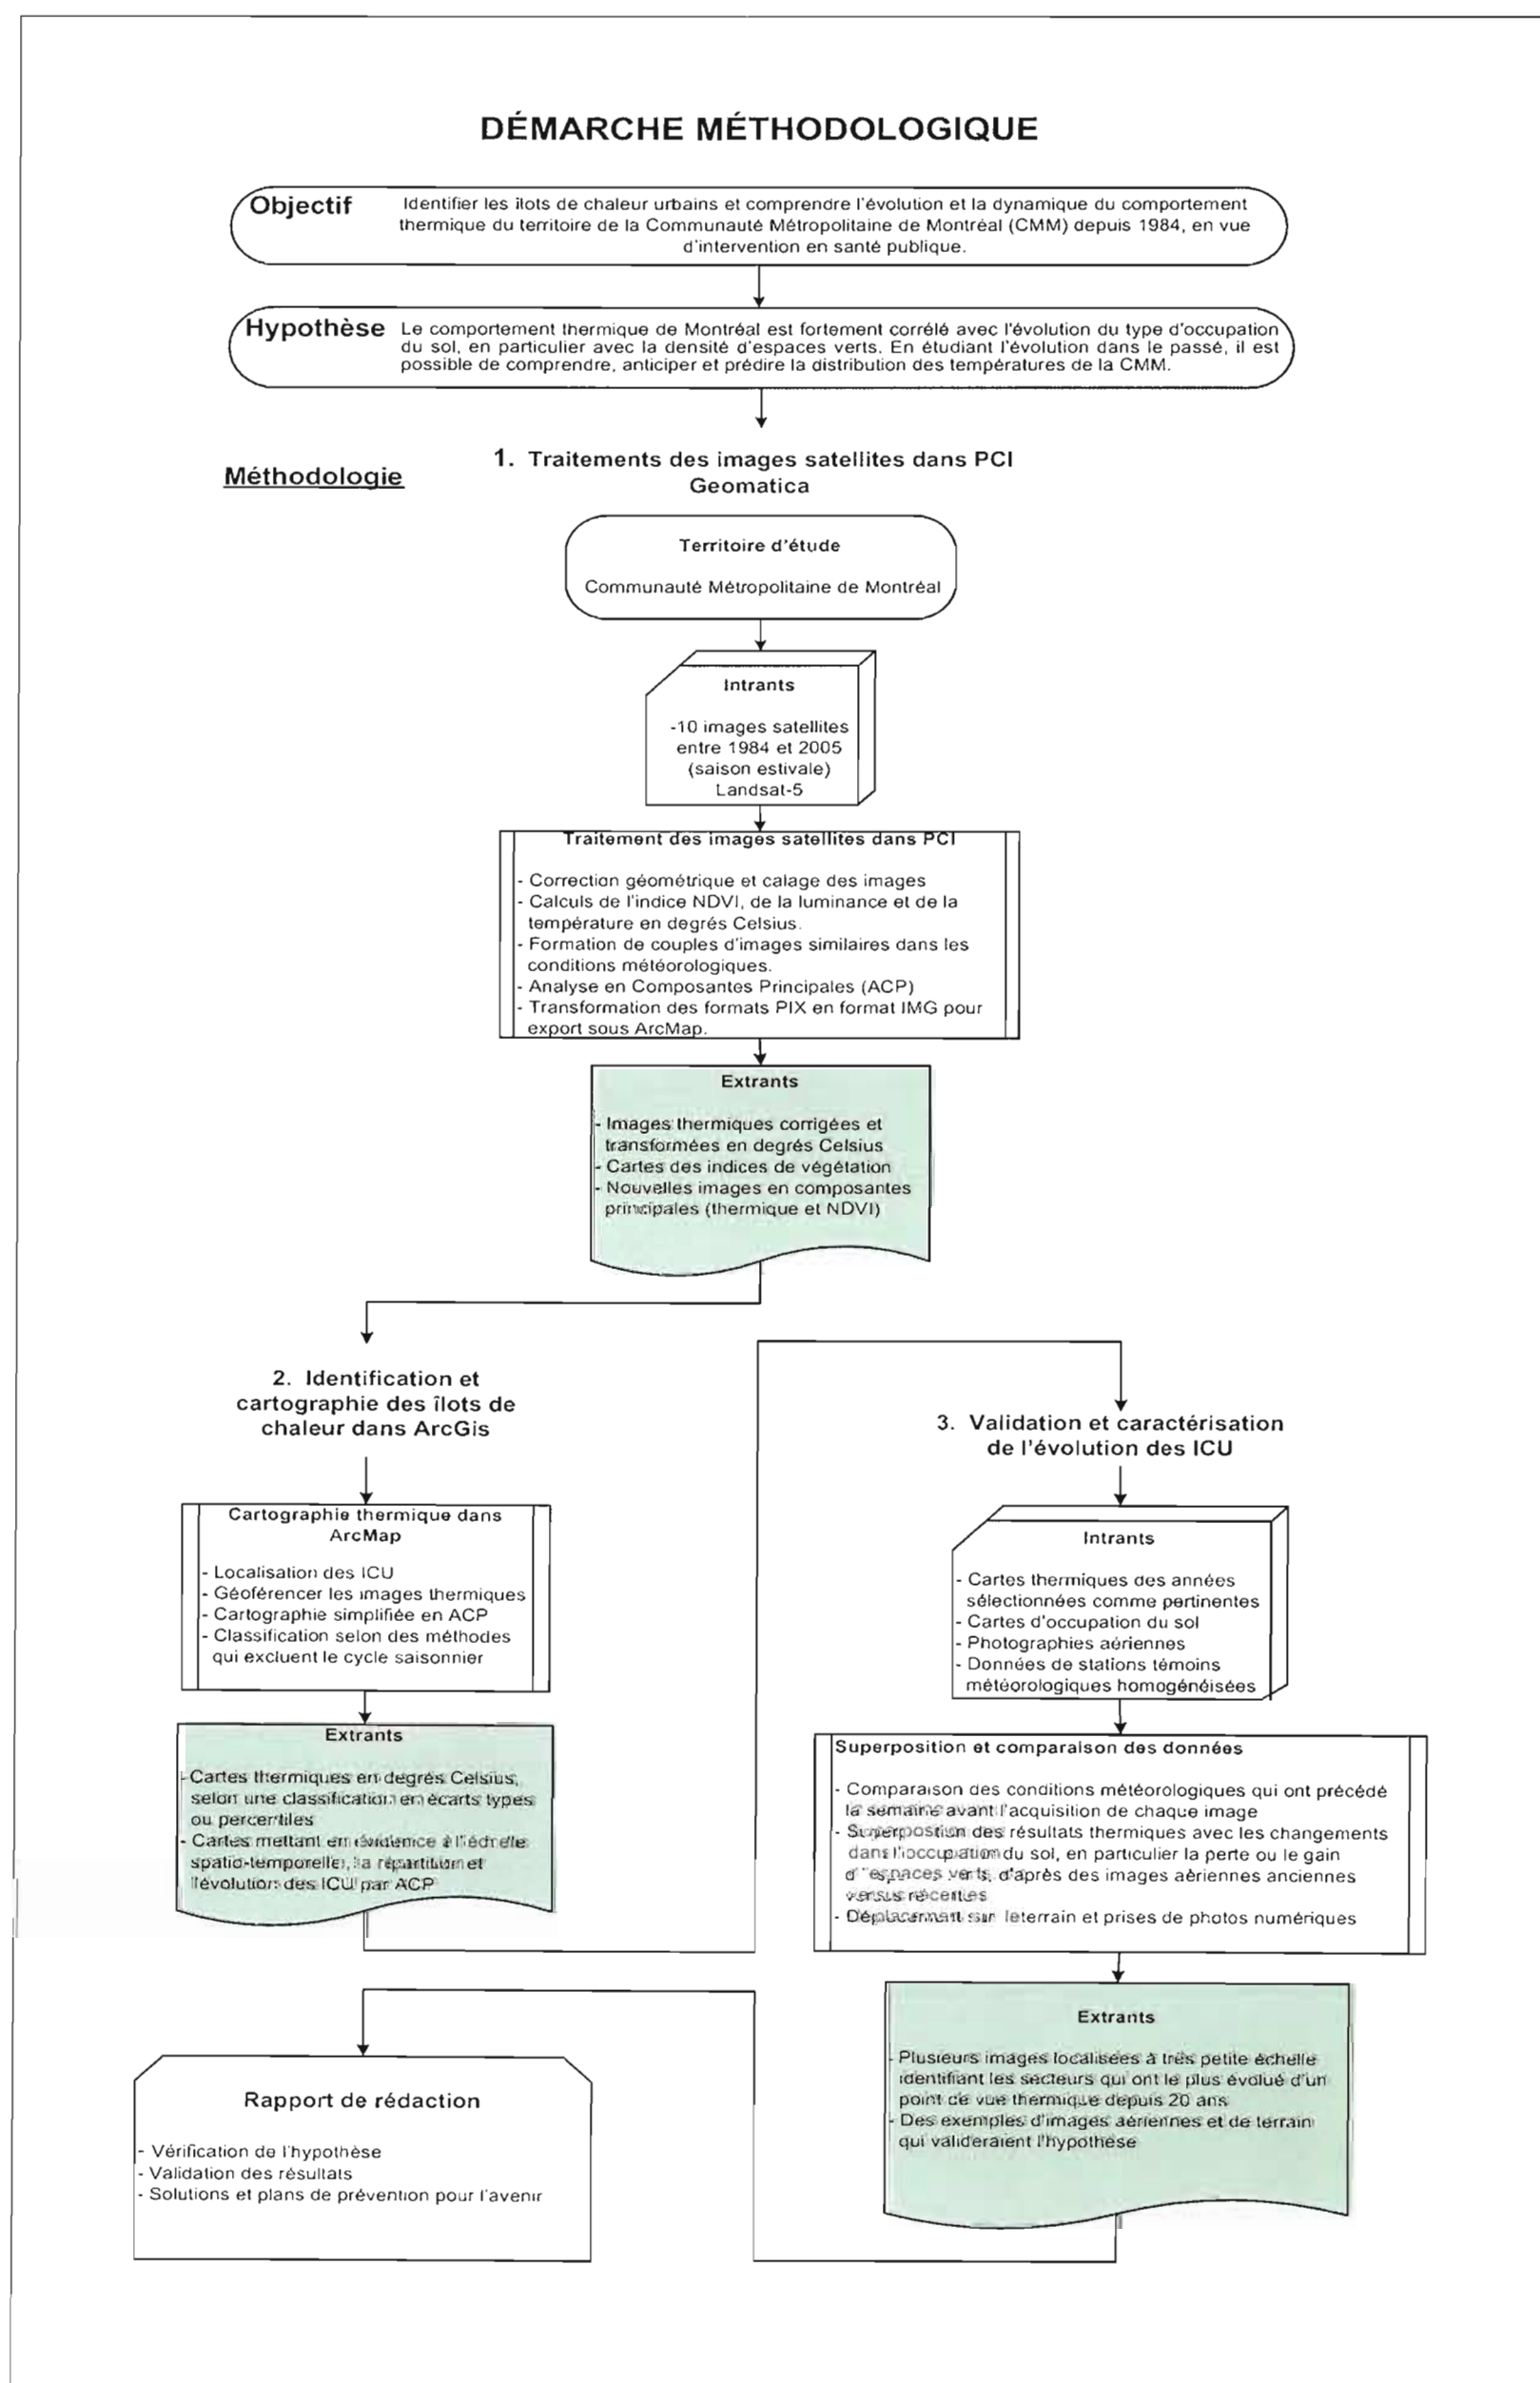 DÉMARCHE MÉTHODOLOGIQUE
Objectif
Identifier les îlots de chaleur urbains et comprendre l'évolution et la dynamique du comportement
thermique du territoire de la Communauté Métropolitaine de Montréal (CMM) depuis 1984, en vue
d'intervention en santé publique.
Hypothèse
Le comportement thermique de Montréal est fortement corrélé avec l'évolution du type d'occupation
du sol, en particulier avec la densité d'espaces verts. En étudiant l'évolution dans le passé, il est
possible de comprendre, anticiper et prédire la distribution des températures de la CMM.
Méthodologie
1. Traitements des images satellites dans PCI
Geomatica
Territoire d'étude
Communauté Métropolitaine de Montréal
Intrants
-10 images satellites
entre 1984 et 2005
(saison estivale)
Landsat-5
Traitement des images satellites dans PCI
- Correction géométrique et calage des images
- Calculs de l'indice NDVI, de la luminance et de la
température en degrés Celsius.
- Formation de couples d'images similaires dans les
conditions météorologiques.
- Analyse en Composantes Principales (ACP)
- Transformation des formats PIX en format IMG pour
export sous ArcMap.
Extrants
- Images thermiques corrigées et
transformées en degrés Celsius
- Cartes des indices de végétation
- Nouvelles images en composantes
principales (thermique et NDVI)
2. Identification et
cartographie des îlots de
chaleur dans ArcGis
Cartographie thermique dans
ArcMap
- Localisation des ICU
- Géoférencer les images thermiques
- Cartographie simplifiée en ACP
- Classification selon des méthodes
qui excluent le cycle saisonnier
Extrants
- Cartes thermiques en degrés Celsius,
selon une classification en écarts types
ou percentiles
- Cartes mettant en évidence à l'échelle
spatio-temporelle, la répartition et
l'évolution des ICU par ACP
3. Validation et caractérisation
de l'évolution des ICU
Intrants
- Cartes thermiques des années
sélectionnées comme pertinentes
- Cartes d'occupation du sol
- Photographies aériennes
- Données de stations témoins
météorologiques homogénéisées
Superposition et comparaison des données
- Comparaison des conditions météorologiques qui ont précédé
la semaine avant l'acquisition de chaque image
- Superposition des résultats thermiques avec les changements
dans l'occupation du sol, en particulier la perte ou le gain
d'espaces verts, d'après des images aériennes anciennes
versus récentes
- Déplacement sur le terrain et prises de photos numériques
Extrants
- Plusieurs images localisées à très petite échelle
identifiant les secteurs qui ont le plus évolué d'un
point de vue thermique depuis 20 ans
- Des exemples d'images aériennes et de terrain
qui valideraient l'hypothèse
Rapport de rédaction
- Vérification de l'hypothèse
- Validation des résultats
- Solutions et plans de prévention pour l'avenir